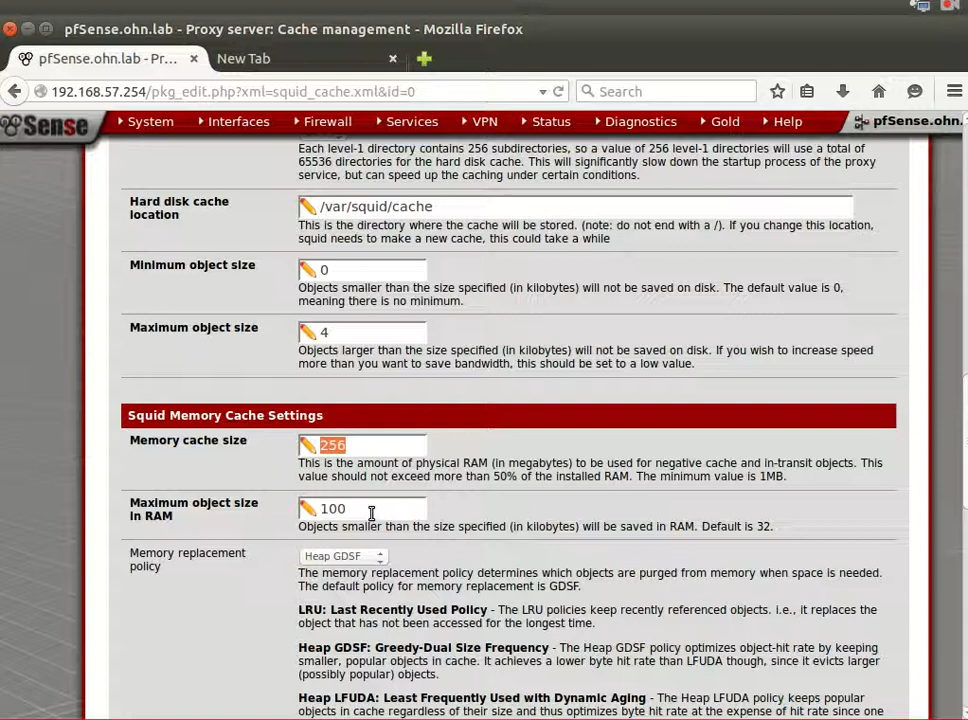 pfSense.ohn.lab - Proxy server: Cache management - Mozilla Firefox
pfSense.ohn.lab - Pr... × New Tab ×
192.168.57.254/pkg_edit.php?xml=squid_cache.xml&id=0 Search
Sense System Interfaces Firewall Services VPN Status Diagnostics Gold Help pfSense.ohn.
Each level-1 directory contains 256 subdirectories, so a value of 256 level-1 directories will use a total of
65536 directories for the hard disk cache. This will significantly slow down the startup process of the proxy
service, but can speed up the caching under certain conditions.
Hard disk cache
location
/var/squid/cache
This is the directory where the cache will be stored. (note: do not end with a /). If you change this location,
squid needs to make a new cache, this could take a while
Minimum object size
0
Objects smaller than the size specified (in kilobytes) will not be saved on disk. The default value is 0,
meaning there is no minimum.
Maximum object size
4
Objects larger than the size specified (in kilobytes) will not be saved on disk. If you wish to increase speed
more than you want to save bandwidth, this should be set to a low value.
Squid Memory Cache Settings
Memory cache size
256
This is the amount of physical RAM (in megabytes) to be used for negative cache and in-transit objects. This
value should not exceed more than 50% of the installed RAM. The minimum value is 1MB.
Maximum object size
in RAM
100
Objects smaller than the size specified (in kilobytes) will be saved in RAM. Default is 32.
Memory replacement
policy
Heap GDSF
The memory replacement policy determines which objects are purged from memory when space is needed.
The default policy for memory replacement is GDSF.
LRU: Last Recently Used Policy - The LRU policies keep recently referenced objects. i.e., it replaces the
object that has not been accessed for the longest time.
Heap GDSF: Greedy-Dual Size Frequency - The Heap GDSF policy optimizes object-hit rate by keeping
smaller, popular objects in cache. It achieves a lower byte hit rate than LFUDA though, since it evicts larger
(possibly popular) objects.
Heap LFUDA: Least Frequently Used with Dynamic Aging - The Heap LFUDA policy keeps popular
objects in cache regardless of their size and thus optimizes byte hit rate at the expense of hit rate since one